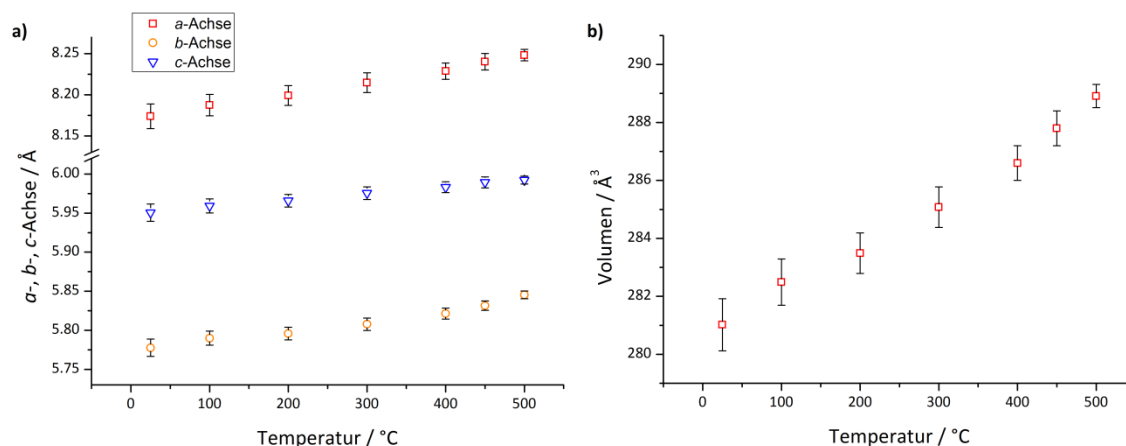 a)
a-Achse
b-Achse
c-Achse
8.25
8.20
8.15
6.00
5.95
5.90
5.85
5.80
5.75
a-, b-, c-Achse / Å
0 100 200 300 400 500
Temperatur / °C
b)
290
288
286
284
282
280
Volumen / Å³
0 100 200 300 400 500
Temperatur / °C